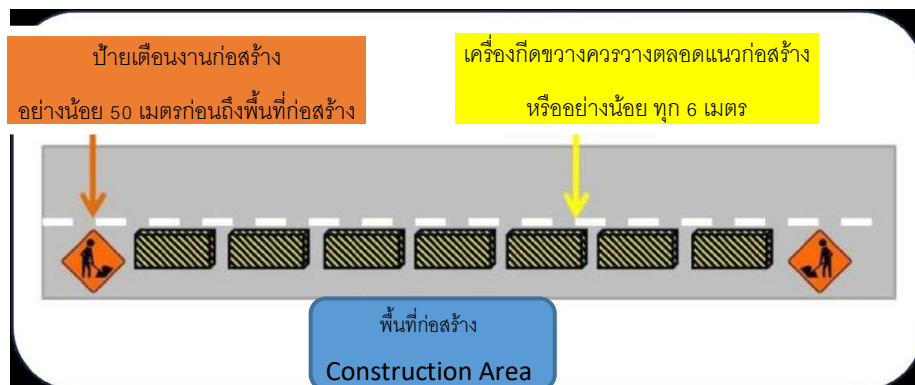 ป้ายเตือนงานก่อสร้าง
อย่างน้อย 50 เมตรก่อนถึงพื้นที่ก่อสร้าง
เครื่องกีดขวางควรวางตลอดแนวก่อสร้าง
หรืออย่างน้อย ทุก 6 เมตร
พื้นที่ก่อสร้าง
Construction Area